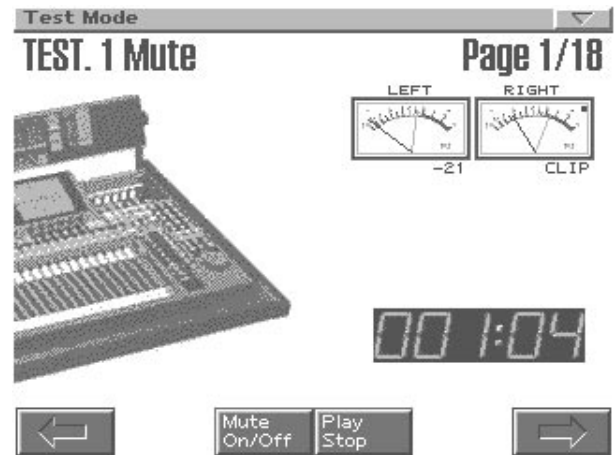 Test Mode
TEST. 1 Mute
Page 1/18
LEFT RIGHT
-21 CLIP
001:04
Mute On/Off
Play Stop